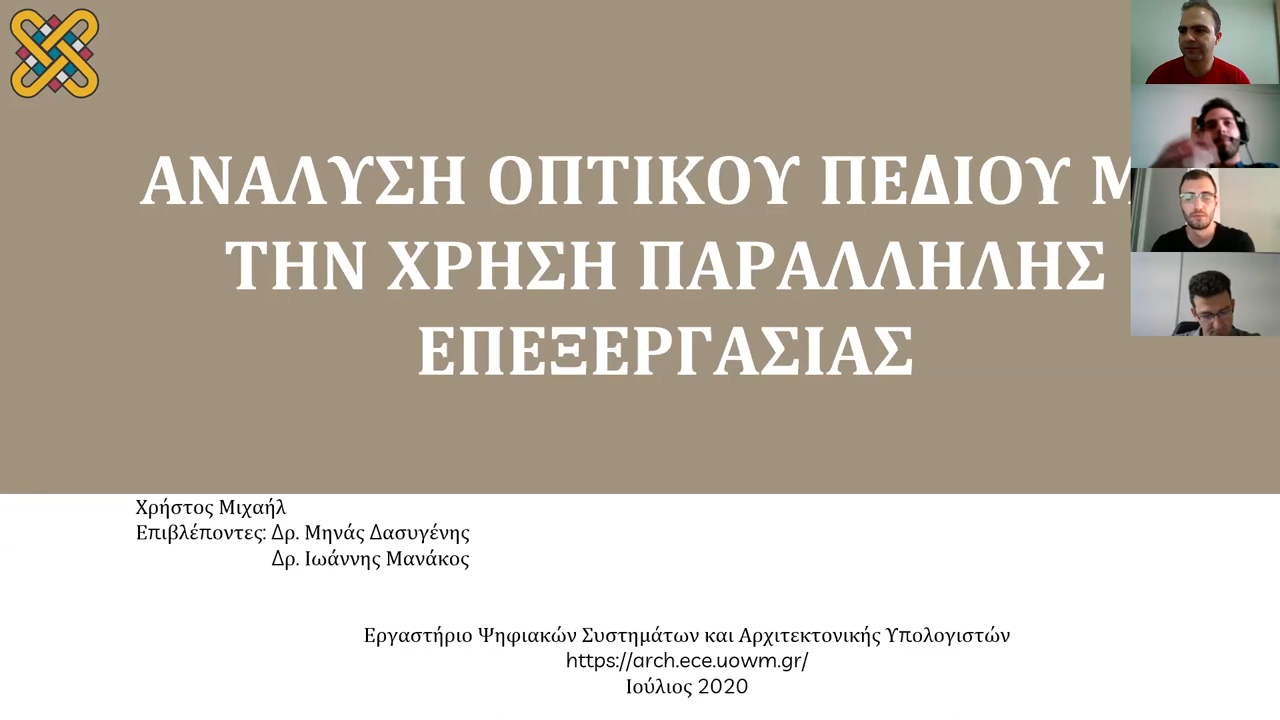 ΑΝΑΛΥΣΗ ΟΠΤΙΚΟΥ ΠΕΔΙΟΥ
ΤΗΝ ΧΡΗΣΗ ΠΑΡΑΛΛΗΛΗΣ
ΕΠΕΞΕΡΓΑΣΙΑΣ
Χρήστος Μιχαήλ
Επιβλέποντες: Δρ. Μηνάς Δασυγένης
Δρ. Ιωάννης Μανάκος
Εργαστήριο Ψηφιακών Συστημάτων και Αρχιτεκτονικής Υπολογιστών
https://arch.ece.uowm.gr/
Ιούλιος 2020